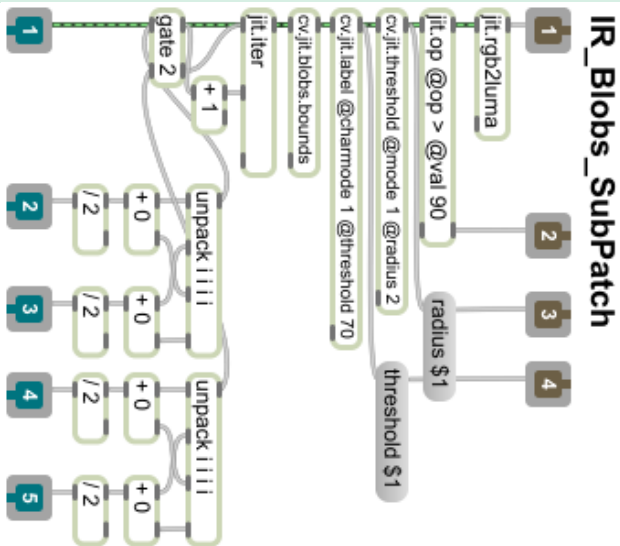 IR_Blobs_SubPatch
1
2
3
4
jit.rgb2luma
jit.op @op > @val 90
radius $1
cv.jit.threshold @mode 1 @radius 2
threshold $1
cv.jit.label @charmode 1 @threshold 70
cv.jit.blobs.bounds
jit.iter
+ 1
gate 2
unpack i i i i
unpack i i i i
+ 0
+ 0
+ 0
+ 0
/ 2
/ 2
/ 2
/ 2
1
2
3
4
5